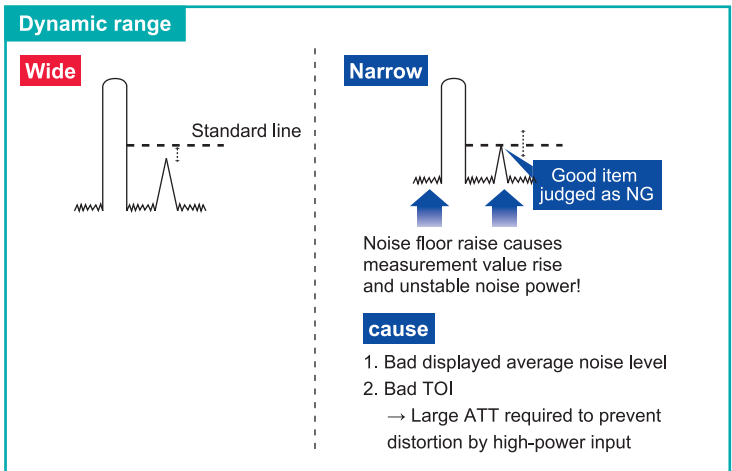 Dynamic range
Wide
Standard line
Narrow
Good item
judged as NG
Noise floor raise causes
measurement value rise
and unstable noise power!
cause
1. Bad displayed average noise level
2. Bad TOI
→ Large ATT required to prevent
distortion by high-power input